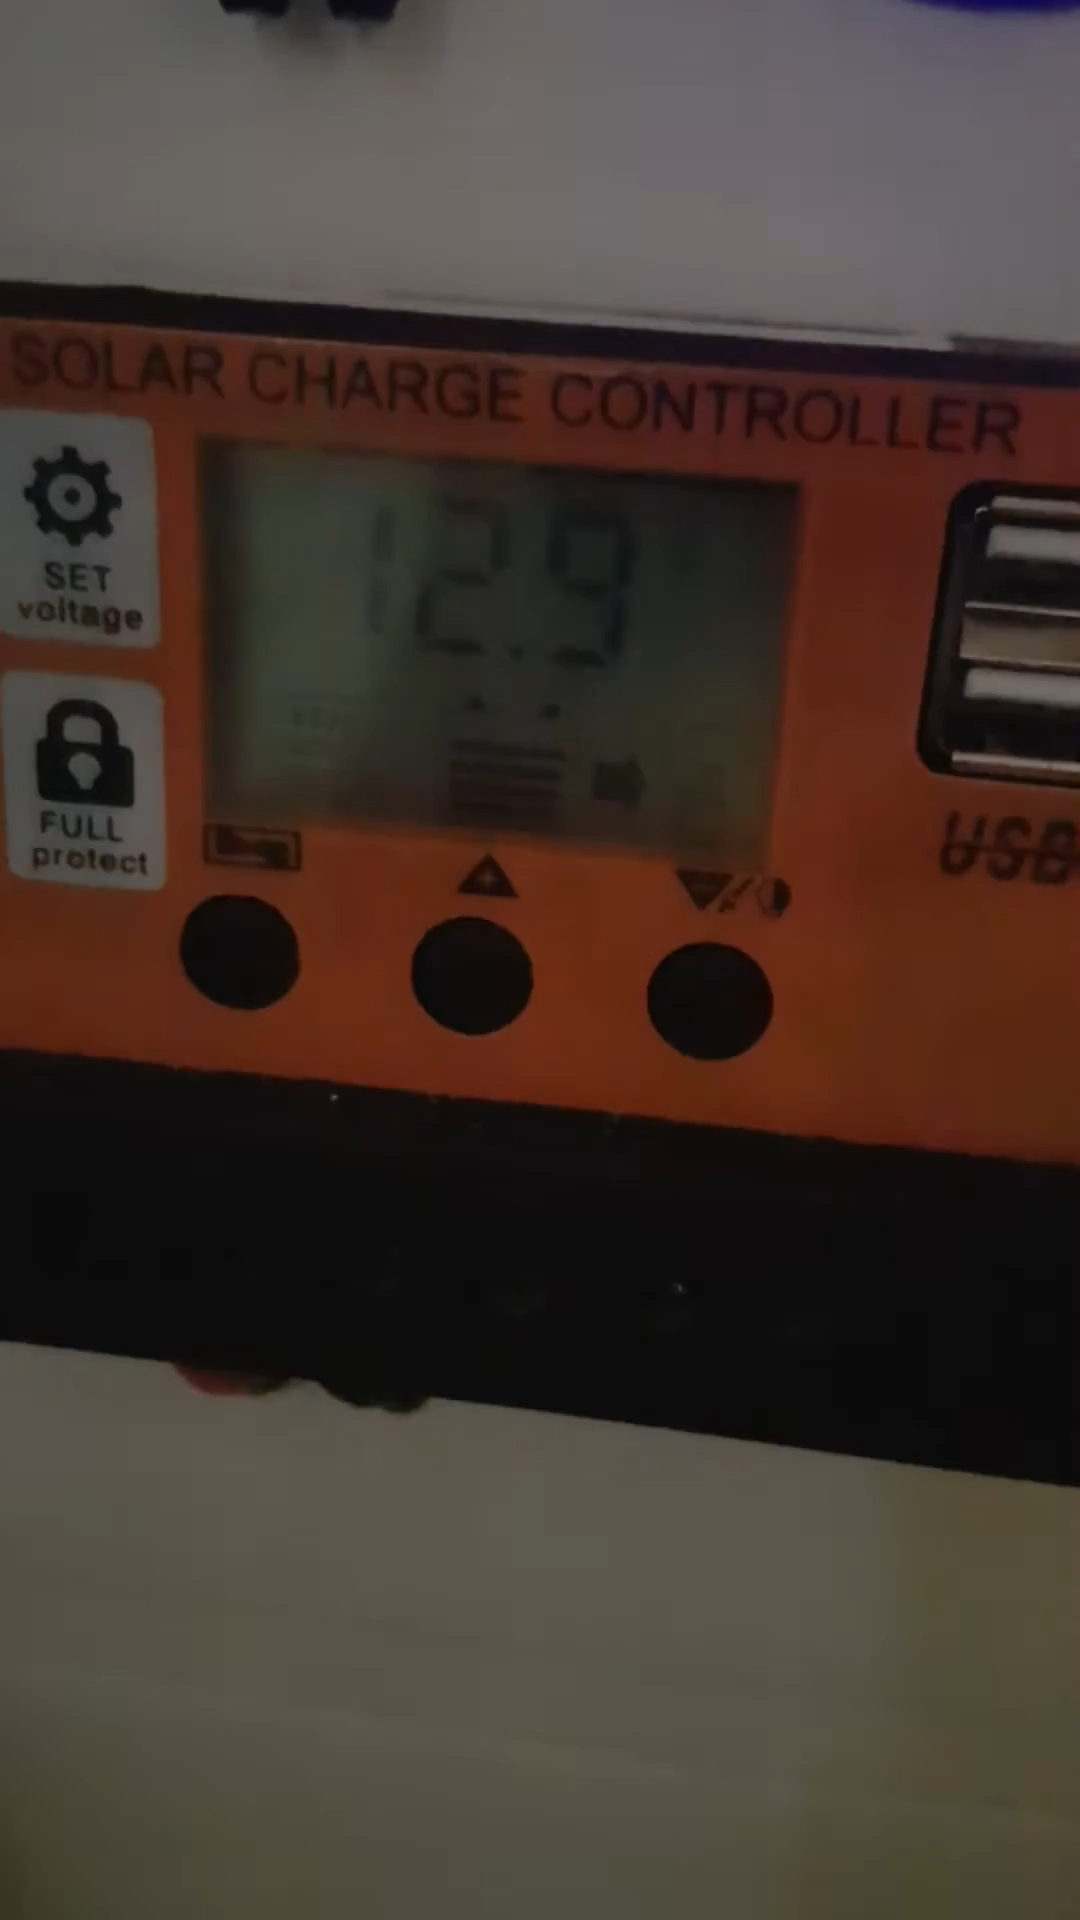 SOLAR CHARGE CONTROLLER
SET
voltage
12.9
FULL
protect
USB